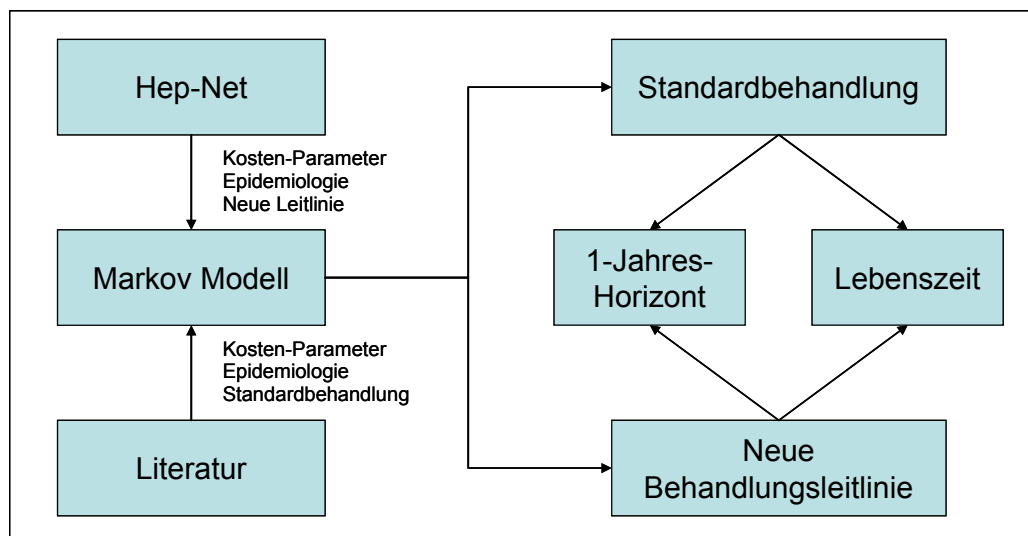 Hep-Net
Kosten-Parameter
Epidemiologie
Neue Leitlinie
Markov Modell
Kosten-Parameter
Epidemiologie
Standardbehandlung
Literatur
Standardbehandlung
1-Jahres-
Horizont
Lebenszeit
Neue
Behandlungsleitlinie